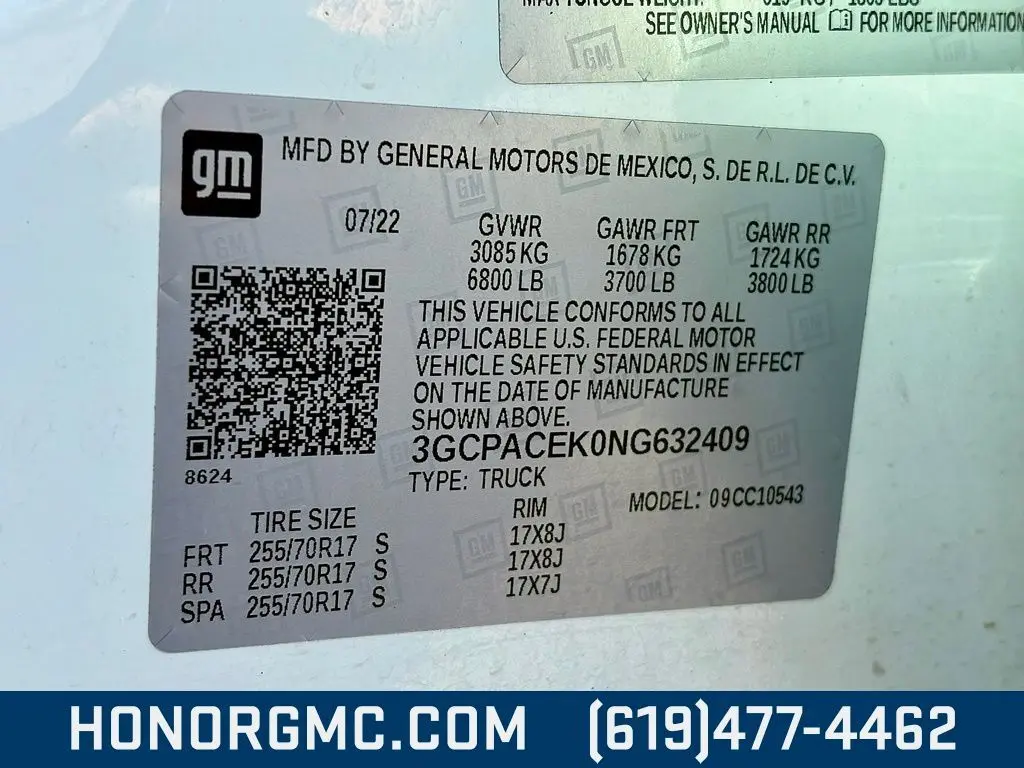 SEE OWNER'S MANUAL FOR MORE INFORMATION
gm
MFD BY GENERAL MOTORS DE MEXICO, S. DE R.L. DE C.V.
07/22 GVWR GAWR FRT GAWR RR
3085 KG 1678 KG 1724 KG
6800 LB 3700 LB 3800 LB
THIS VEHICLE CONFORMS TO ALL
APPLICABLE U.S. FEDERAL MOTOR
VEHICLE SAFETY STANDARDS IN EFFECT
ON THE DATE OF MANUFACTURE
SHOWN ABOVE.
3GCPACEK0NG632409
8624
TYPE: TRUCK
TIRE SIZE RIM MODEL: 09CC10543
FRT 255/70R17 S 17X8J
RR 255/70R17 S 17X8J
SPA 255/70R17 S 17X7J
HONORGMC.COM (619)477-4462